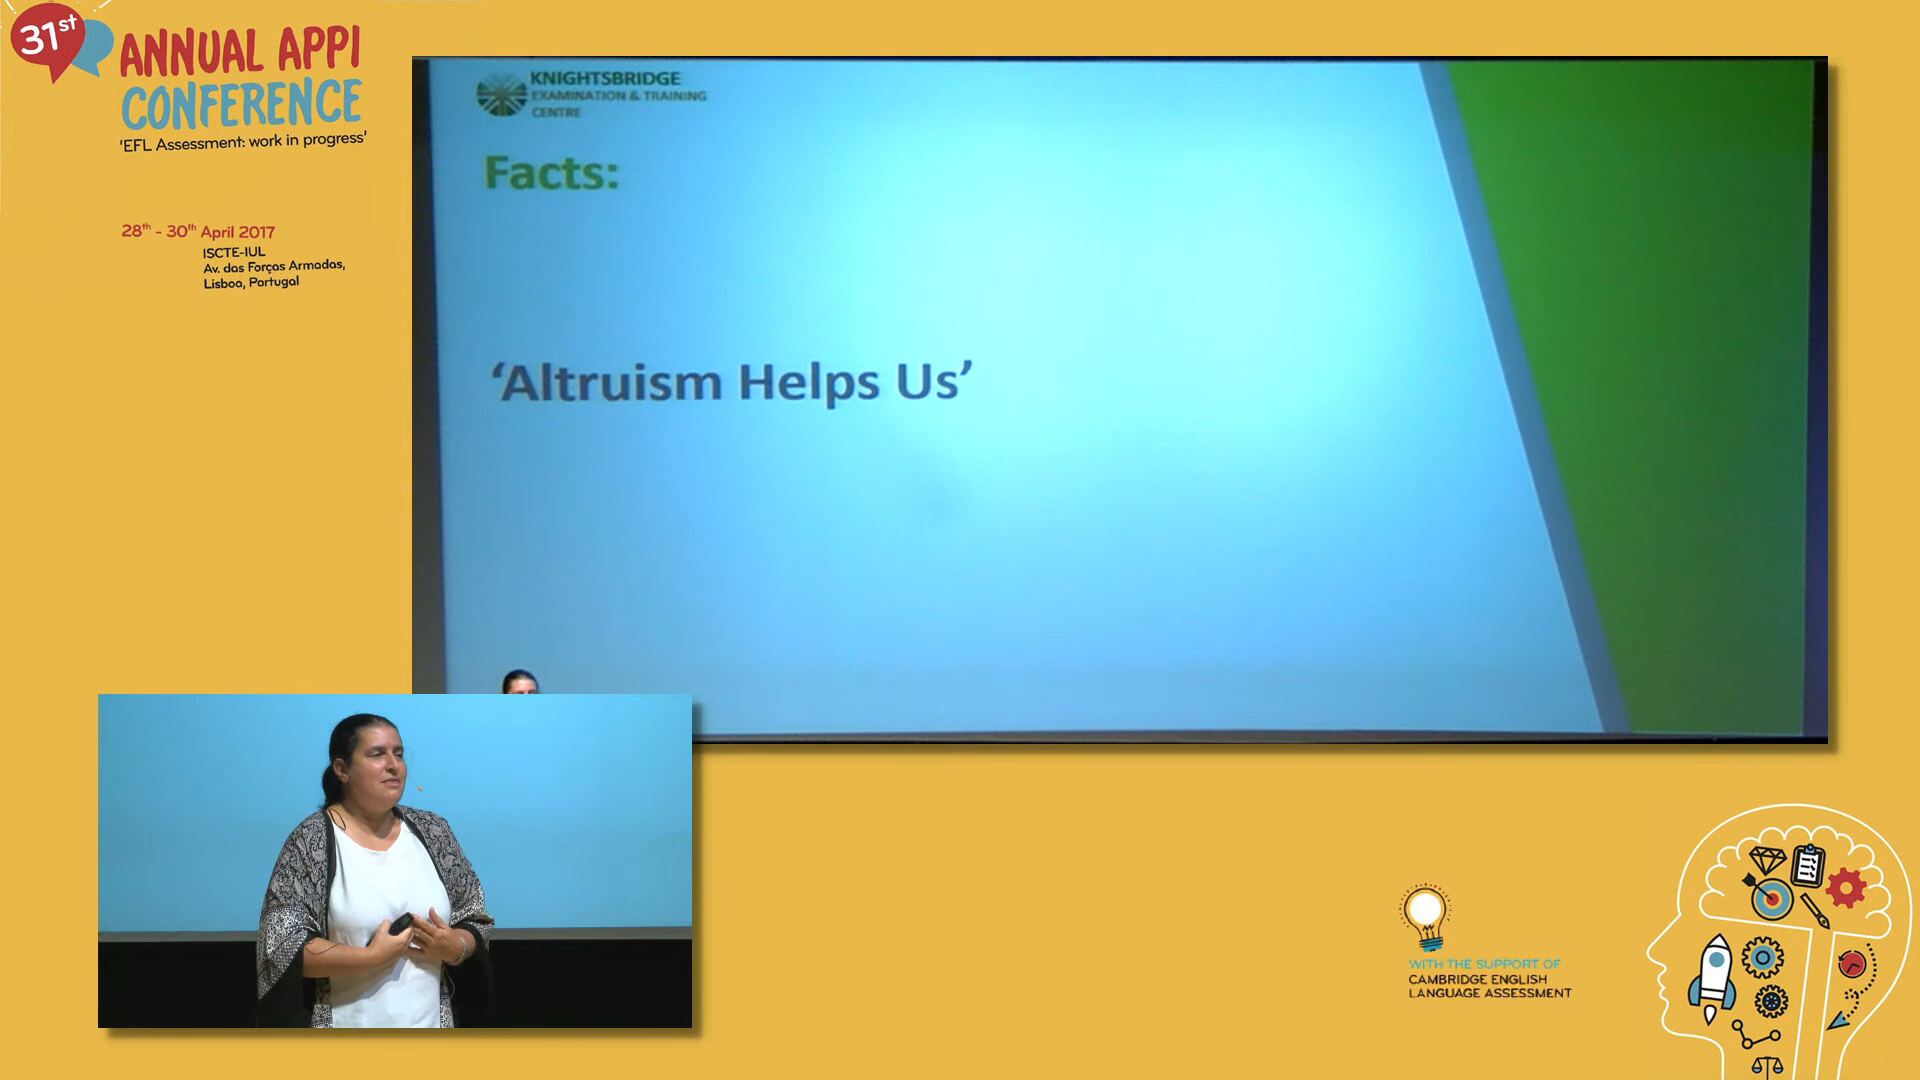 31st
ANNUAL APPI
CONFERENCE
'EFL Assessment: work in progress'
28th - 30th April 2017
ISCTE-IUL
Av. das Forças Armadas,
Lisboa, Portugal
KNIGHTSBRIDGE
EXAMINATION & TRAINING
CENTRE
Facts:
‘Altruism Helps Us’
WITH THE SUPPORT OF
CAMBRIDGE ENGLISH
LANGUAGE ASSESSMENT